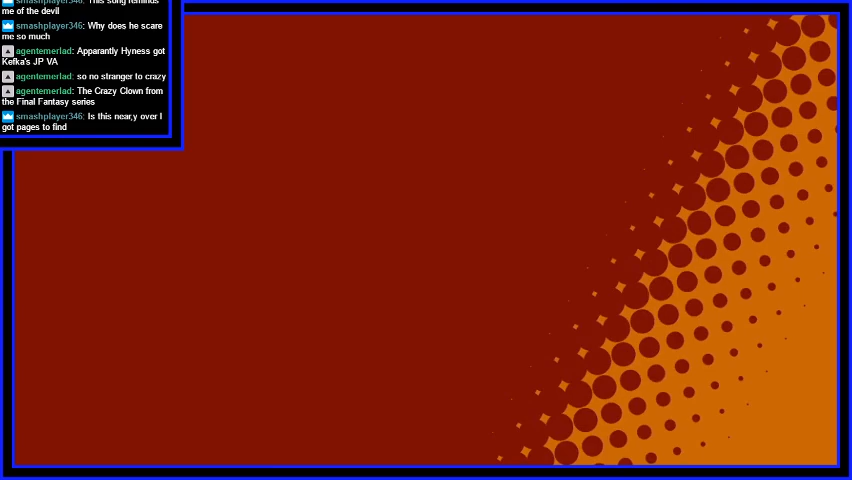 smashplayer346: This song reminds
me of the devil
smashplayer346: Why does he scare
me so much
agentemerlad: Apparantly Hyness got
Kefka's JP VA
agentemerlad: so no stranger to crazy
agentemerlad: The Crazy Clown from
the Final Fantasy series
smashplayer346: Is this near,y over I
got pages to find